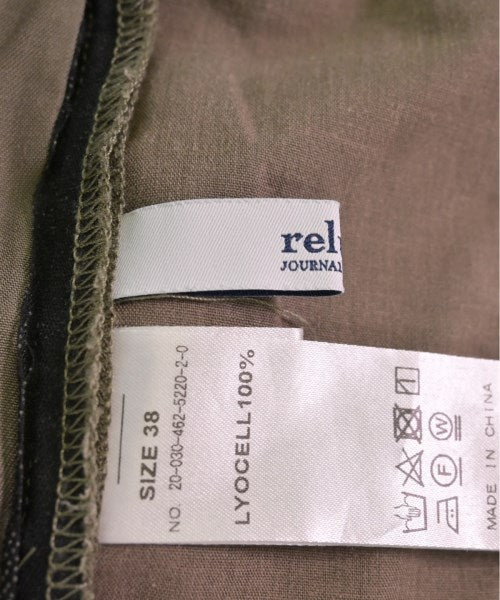 rel
JOURNAL
SIZE 38
NO. 20-030-462-5220-2-0
LYOCELL100%
F W
MADE IN CHINA